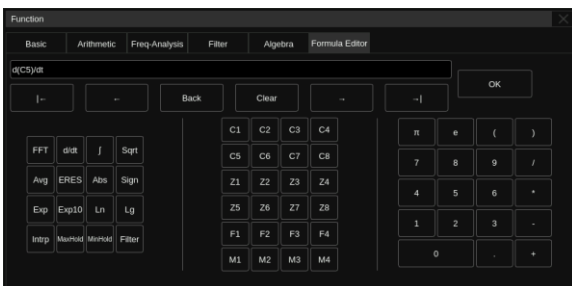 Function
Basic Arithmetic Freq-Analysis Filter Algebra Formula Editor
d(C5)/dt
OK
|← ← Back Clear → →|
FFT d/dt ∫ Sqrt
Avg ERES Abs Sign
Exp Exp10 Ln Lg
Intrp MaxHold MinHold Filter
C1 C2 C3 C4
C5 C6 C7 C8
Z1 Z2 Z3 Z4
Z5 Z6 Z7 Z8
F1 F2 F3 F4
M1 M2 M3 M4
π e ( )
7 8 9 /
4 5 6 *
1 2 3 -
0 . +